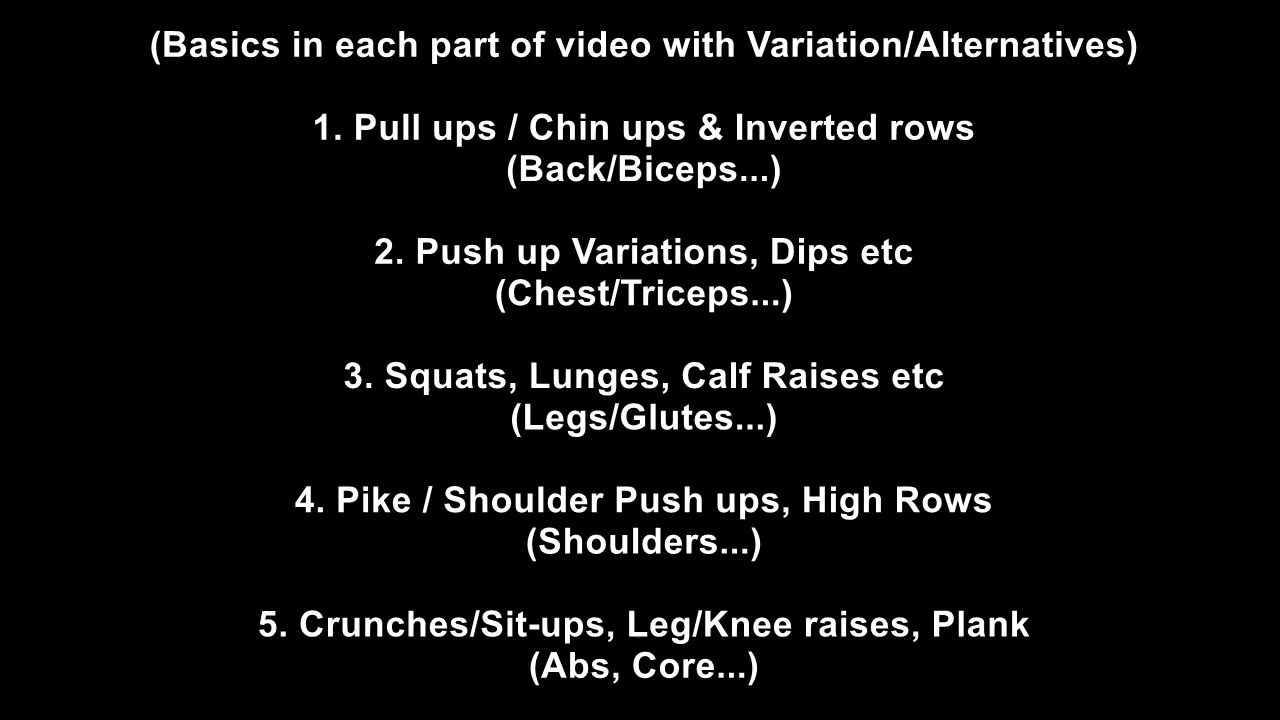 (Basics in each part of video with Variation/Alternatives)
1. Pull ups / Chin ups & Inverted rows
(Back/Biceps...)
2. Push up Variations, Dips etc
(Chest/Triceps...)
3. Squats, Lunges, Calf Raises etc
(Legs/Glutes...)
4. Pike / Shoulder Push ups, High Rows
(Shoulders...)
5. Crunches/Sit-ups, Leg/Knee raises, Plank
(Abs, Core...)